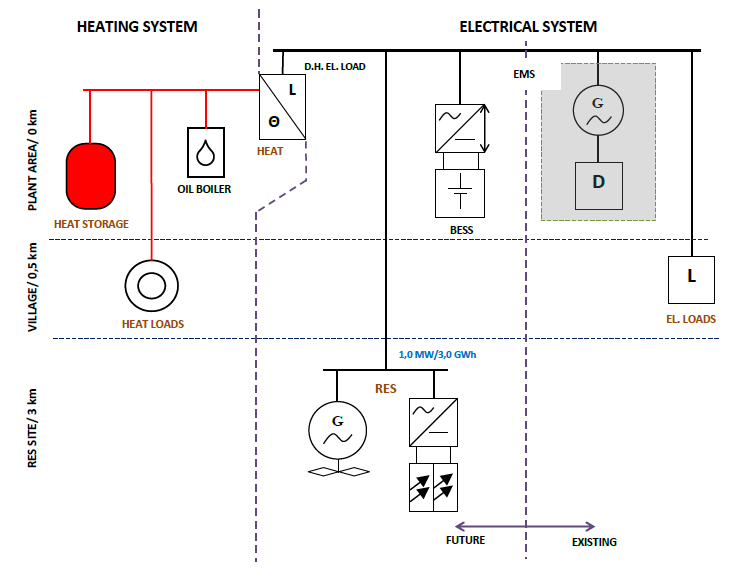 HEATING SYSTEM
ELECTRICAL SYSTEM
D.H. EL. LOAD
EMS
L
Θ
HEAT
G
D
OIL BOILER
HEAT STORAGE
BESS
PLANT AREA/ 0 km
VILLAGE/ 0,5 km
HEAT LOADS
L
EL. LOADS
1,0 MW/3,0 GWh
RES
G
RES SITE/ 3 km
FUTURE
EXISTING